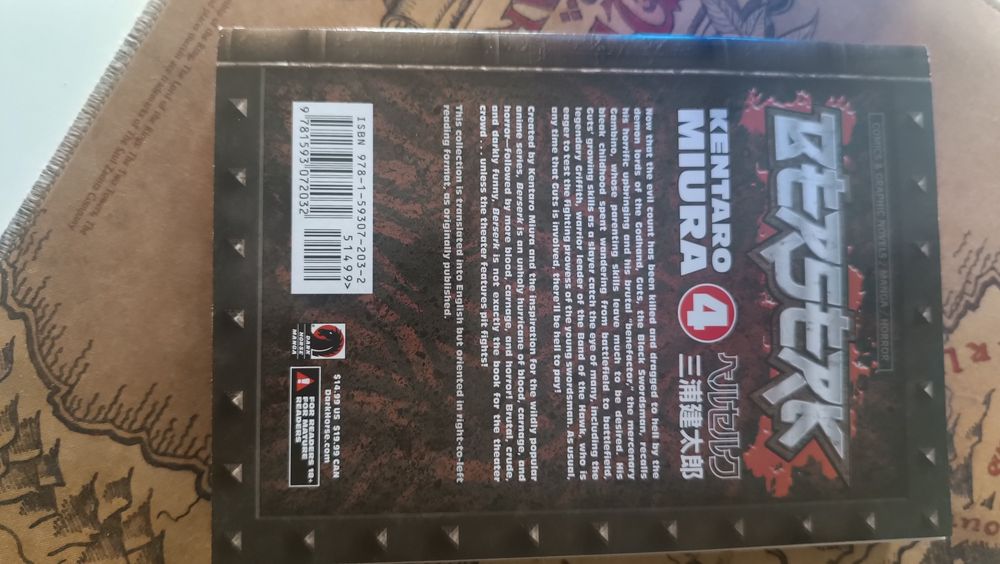 COMICS & GRAPHIC NOVELS / MANGA / HORROR
BERSERK
KENTARO
MIURA
4
ベルセルク
三浦建太郎
Now that the evil count has been killed and dragged to hell by the
demon lords of the Godhand, Guts, the Black Swordsman, recalls
his horrific upbringing and his brutal "benefactor," the mercenary
Gambino, whose parenting skills leave much to be desired. His
bleak childhood spent wandering from battlefield to battlefield,
Guts' growing skills as a slayer catch the eye of many, including the
legendary Griffith, warrior leader of the Band of the Hawk, who is
eager to test the fighting prowess of the young swordsman. As usual,
any time that Guts is involved, there'll be hell to pay!
Created by Kentaro Miura and the inspiration for the wildly popular
anime series, Berserk is an unholy hurricane of blood, carnage, and
horror—followed by more blood, carnage, and horror! Brutal, crude,
and darkly funny, Berserk is not exactly the book for the theater
crowd . . . unless the theater features pit fights!
This collection is translated into English but oriented in right-to-left
reading format, as originally published.
ISBN 978-1-59307-203-2
51499>
9 781593 072032
DARK
HORSE
MANGA
$14.99 US $19.99 CAN
DarkHorse.com
FOR READERS 18+
FOR MATURE
READERS